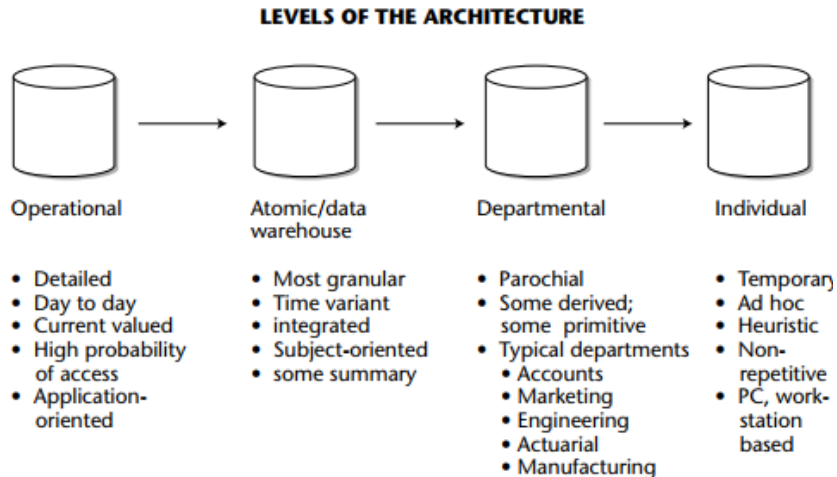 LEVELS OF THE ARCHITECTURE
Operational
• Detailed
• Day to day
• Current valued
• High probability
of access
• Application-
oriented
Atomic/data
warehouse
• Most granular
• Time variant
• integrated
• Subject-oriented
• some summary
Departmental
• Parochial
• Some derived;
some primitive
• Typical departments
• Accounts
• Marketing
• Engineering
• Actuarial
• Manufacturing
Individual
• Temporary
• Ad hoc
• Heuristic
• Non-
repetitive
• PC, work-
station
based